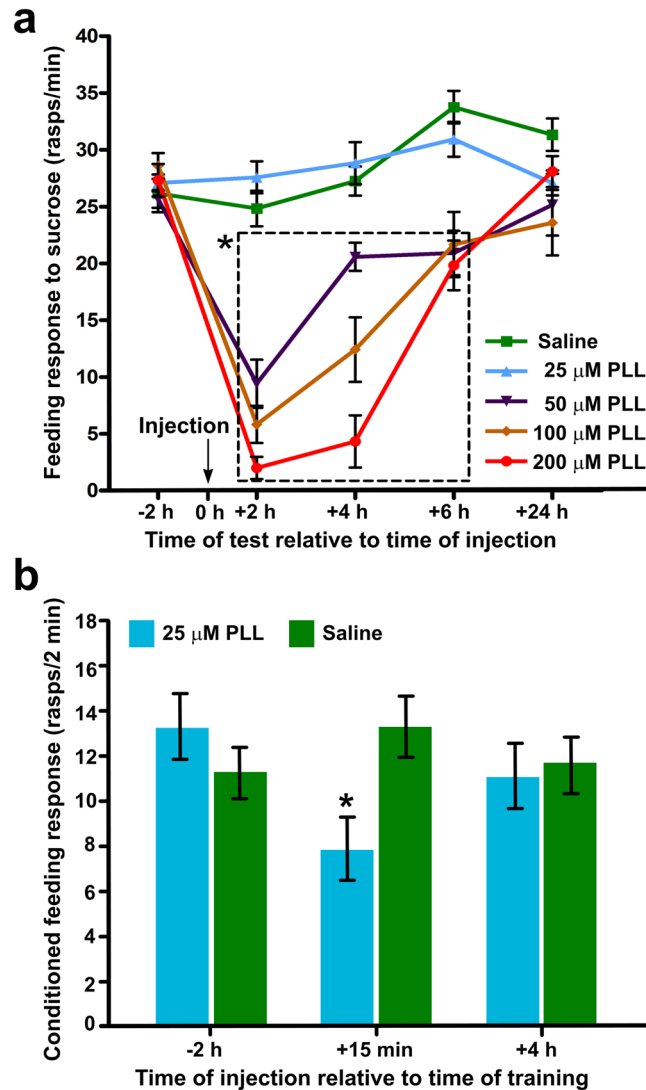 a
Feeding response to sucrose (rasps/min)
40
35
30
25
20
15
10
5
0
*
Injection
Saline
25 μM PLL
50 μM PLL
100 μM PLL
200 μM PLL
-2 h 0 h +2 h +4 h +6 h +24 h
Time of test relative to time of injection
b
Conditioned feeding response (rasps/2 min)
18
16
14
12
10
8
6
4
2
0
25 μM PLL Saline
*
-2 h +15 min +4 h
Time of injection relative to time of training